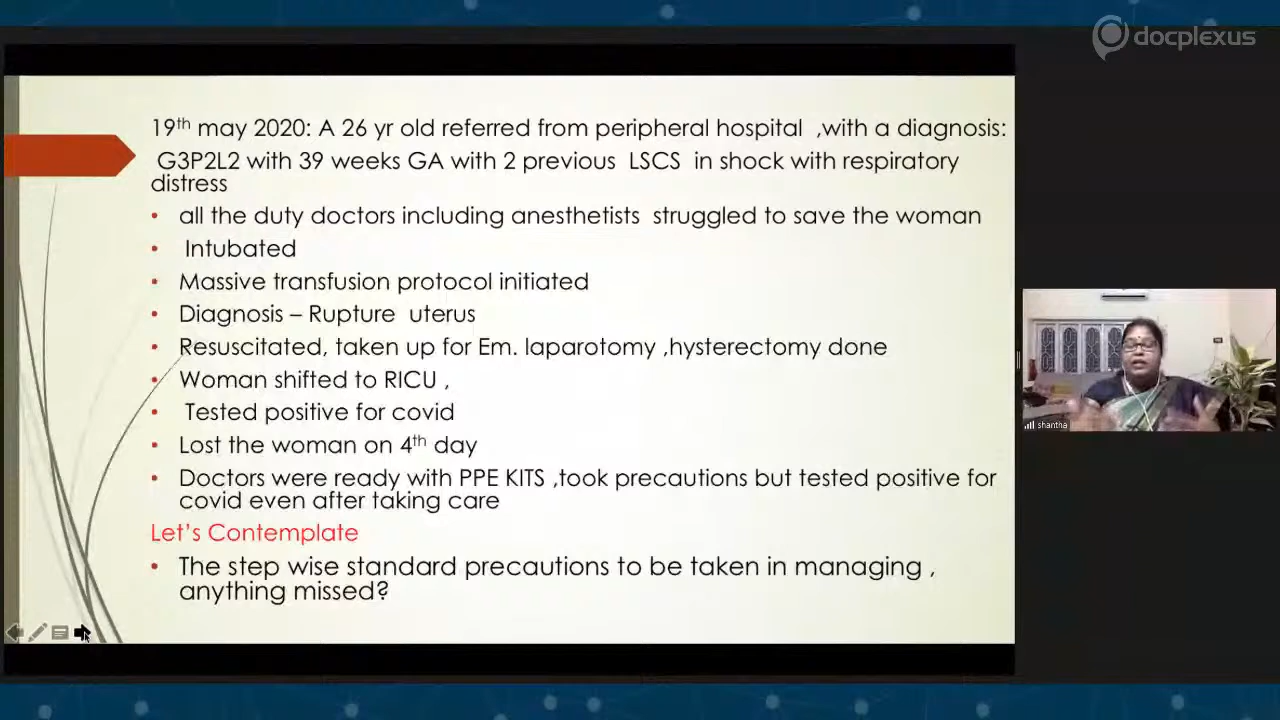 docplexus
19th may 2020: A 26 yr old referred from peripheral hospital ,with a diagnosis:
G3P2L2 with 39 weeks GA with 2 previous LSCS in shock with respiratory
distress
• all the duty doctors including anesthetists struggled to save the woman
• Intubated
• Massive transfusion protocol initiated
• Diagnosis – Rupture uterus
• Resuscitated, taken up for Em. laparotomy ,hysterectomy done
• Woman shifted to RICU ,
• Tested positive for covid
• Lost the woman on 4th day
• Doctors were ready with PPE KITS ,took precautions but tested positive for
covid even after taking care
Let's Contemplate
• The step wise standard precautions to be taken in managing ,
anything missed?
shantha